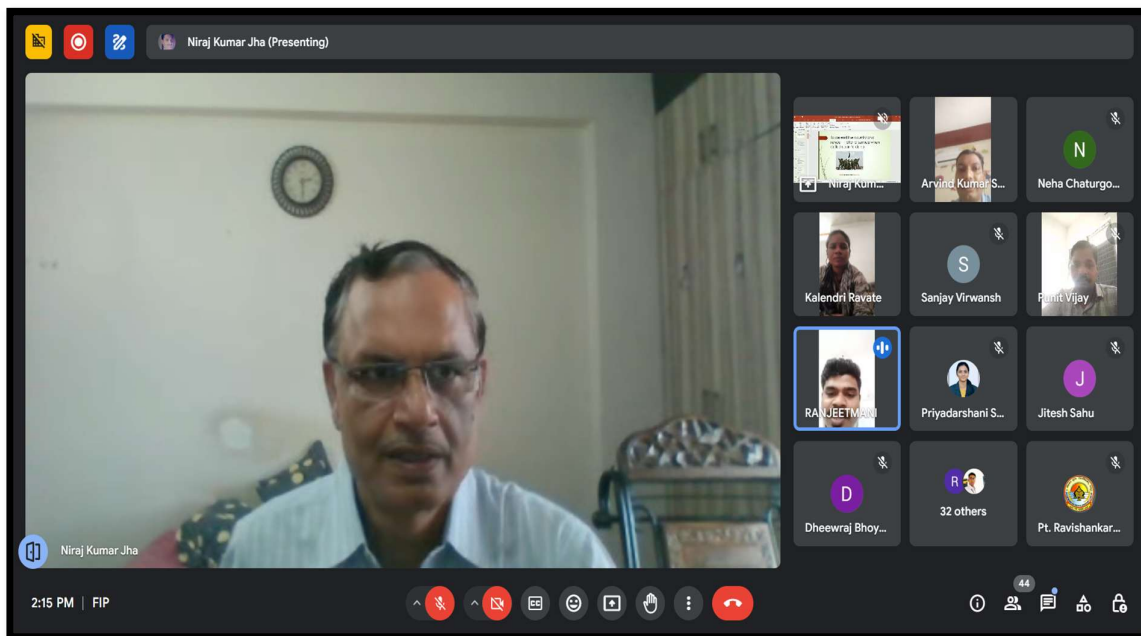 Niraj Kumar Jha (Presenting)
Niraj Kum...
Arvind Kumar S...
N
Neha Chaturgo...
Kalendri Ravate
S
Sanjay Virwansh
Vijay
RANJEETMANI
Priyadarshani S...
J
Jitesh Sahu
D
Dheewraj Bhoy...
R
32 others
Pt. Ravishankar...
Niraj Kumar Jha
2:15 PM | FIP
CC
44